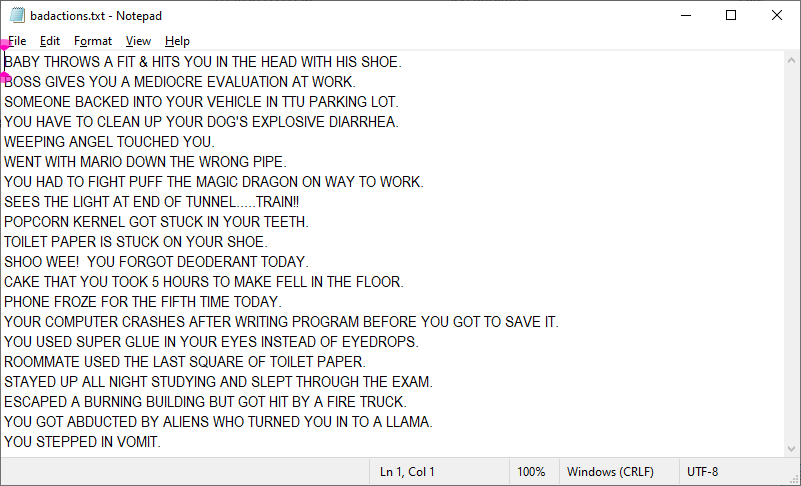 badactions.txt - Notepad
File Edit Format View Help
BABY THROWS A FIT & HITS YOU IN THE HEAD WITH HIS SHOE.
BOSS GIVES YOU A MEDIOCRE EVALUATION AT WORK.
SOMEONE BACKED INTO YOUR VEHICLE IN TTU PARKING LOT.
YOU HAVE TO CLEAN UP YOUR DOG'S EXPLOSIVE DIARRHEA.
WEEPING ANGEL TOUCHED YOU.
WENT WITH MARIO DOWN THE WRONG PIPE.
YOU HAD TO FIGHT PUFF THE MAGIC DRAGON ON WAY TO WORK.
SEES THE LIGHT AT END OF TUNNEL.....TRAIN!!
POPCORN KERNEL GOT STUCK IN YOUR TEETH.
TOILET PAPER IS STUCK ON YOUR SHOE.
SHOO WEE!  YOU FORGOT DEODERANT TODAY.
CAKE THAT YOU TOOK 5 HOURS TO MAKE FELL IN THE FLOOR.
PHONE FROZE FOR THE FIFTH TIME TODAY.
YOUR COMPUTER CRASHES AFTER WRITING PROGRAM BEFORE YOU GOT TO SAVE IT.
YOU USED SUPER GLUE IN YOUR EYES INSTEAD OF EYEDROPS.
ROOMMATE USED THE LAST SQUARE OF TOILET PAPER.
STAYED UP ALL NIGHT STUDYING AND SLEPT THROUGH THE EXAM.
ESCAPED A BURNING BUILDING BUT GOT HIT BY A FIRE TRUCK.
YOU GOT ABDUCTED BY ALIENS WHO TURNED YOU IN TO A LLAMA.
YOU STEPPED IN VOMIT.
Ln 1, Col 1 100% Windows (CRLF) UTF-8